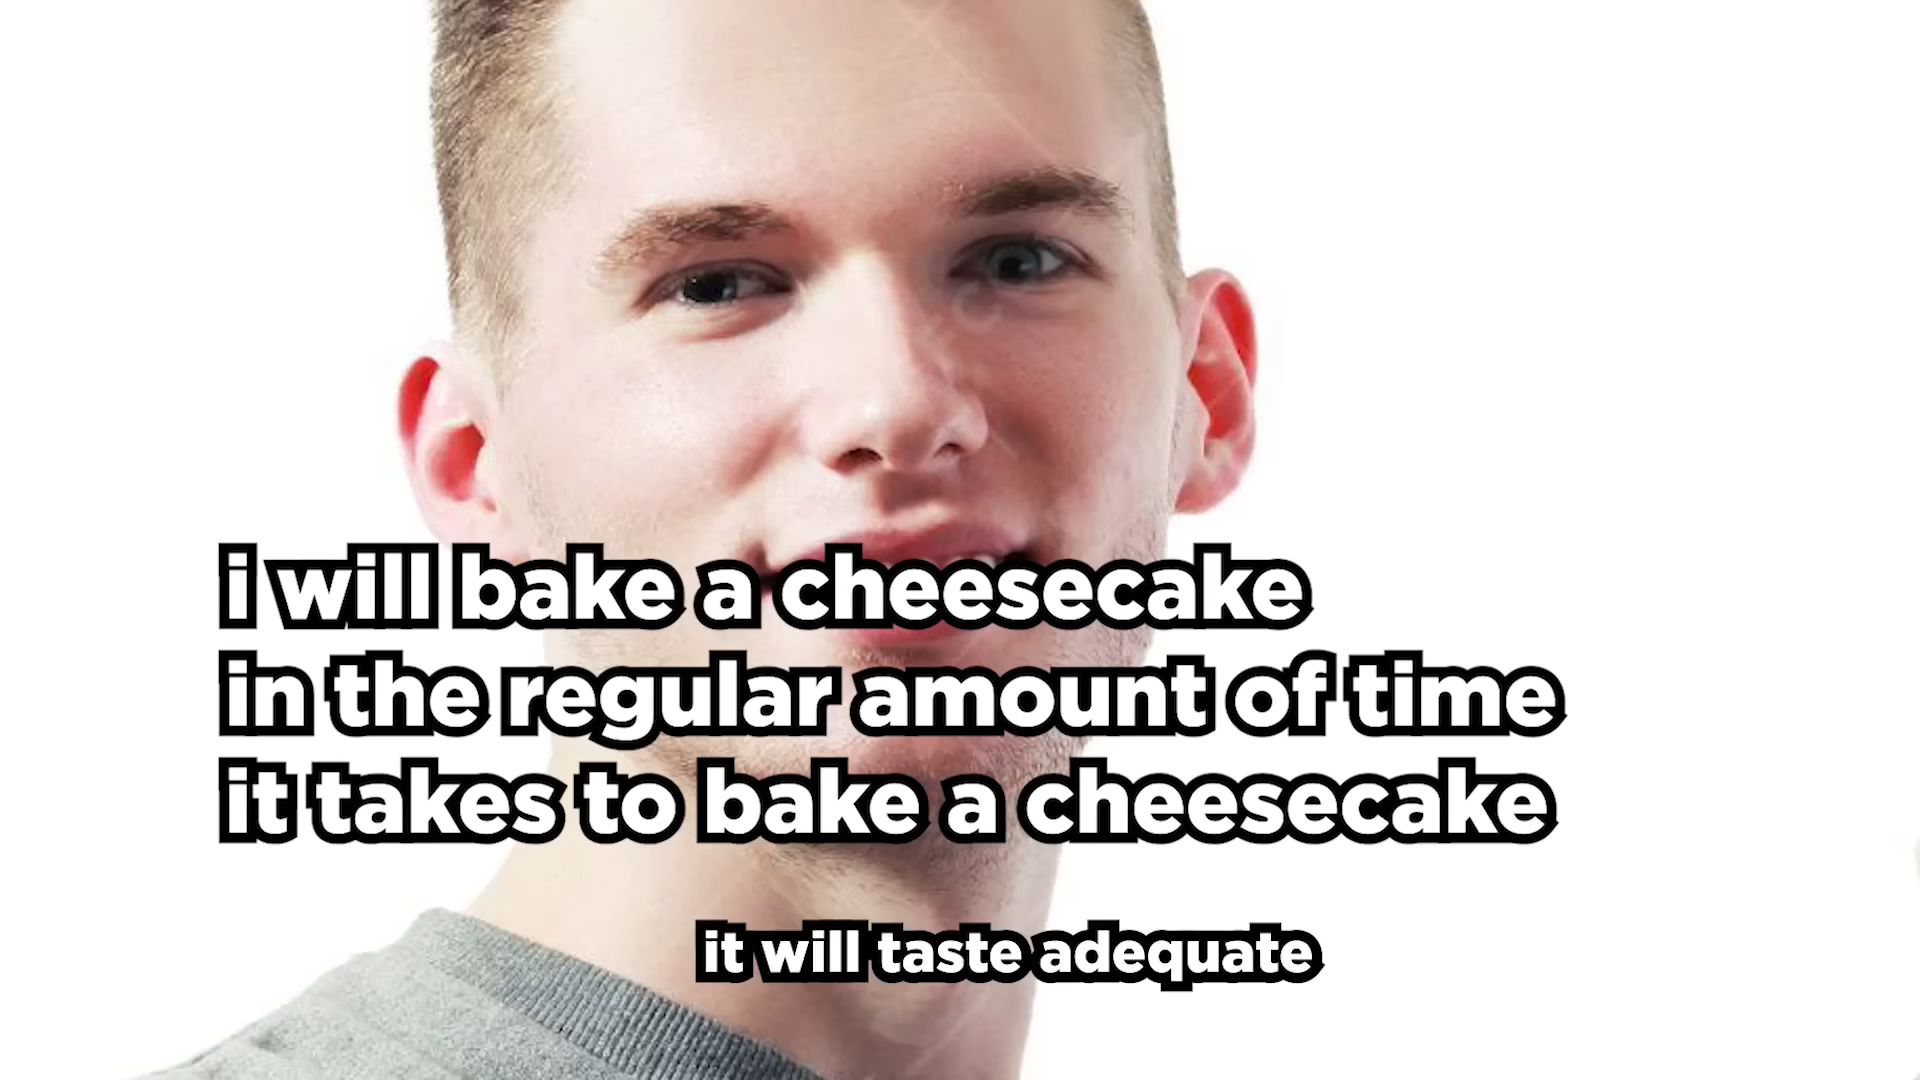 i will bake a cheesecake
in the regular amount of time
it takes to bake a cheesecake
it will taste adequate